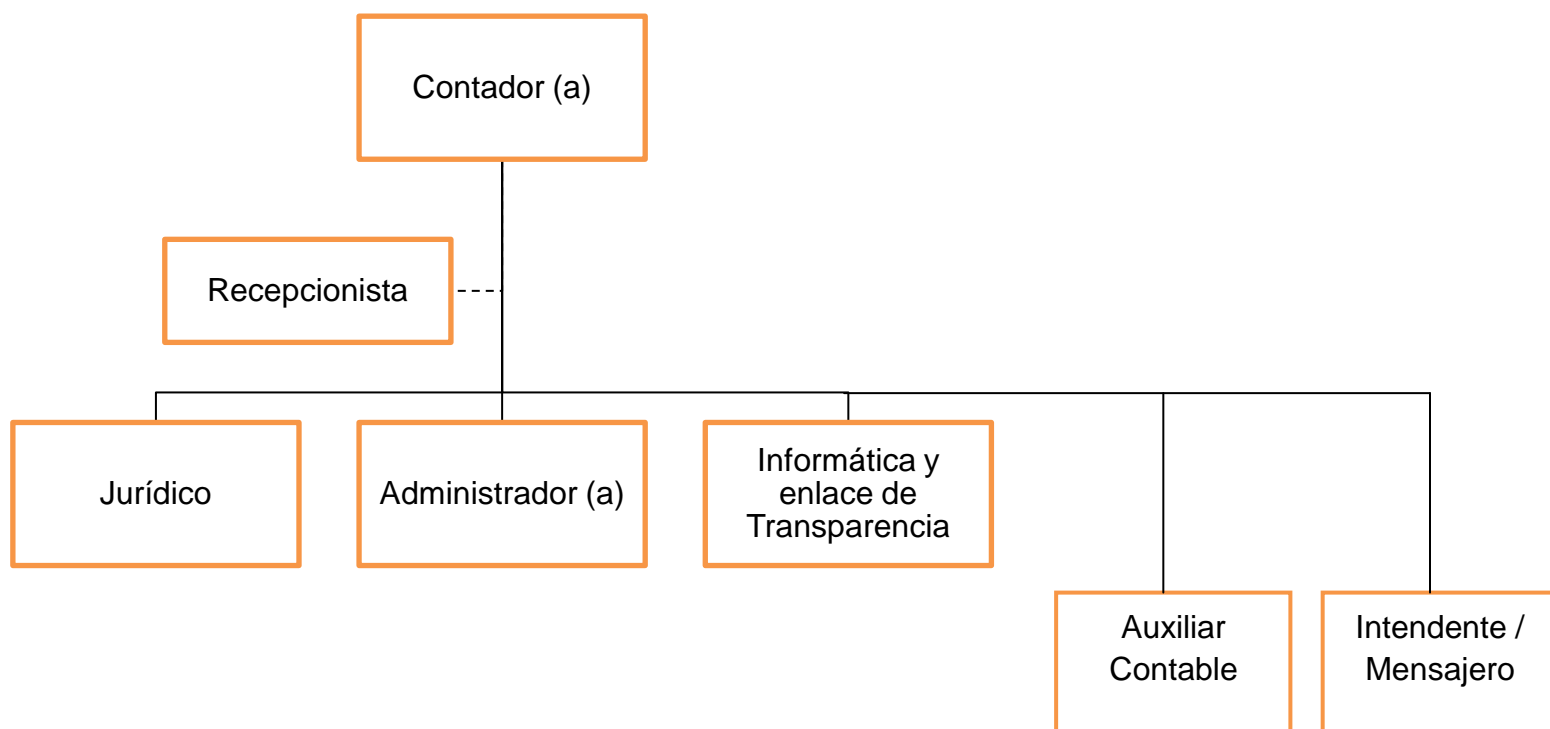 Contador (a)
Recepcionista
Jurídico
Administrador (a)
Informática y
enlace de
Transparencia
Auxiliar
Contable
Intendente /
Mensajero